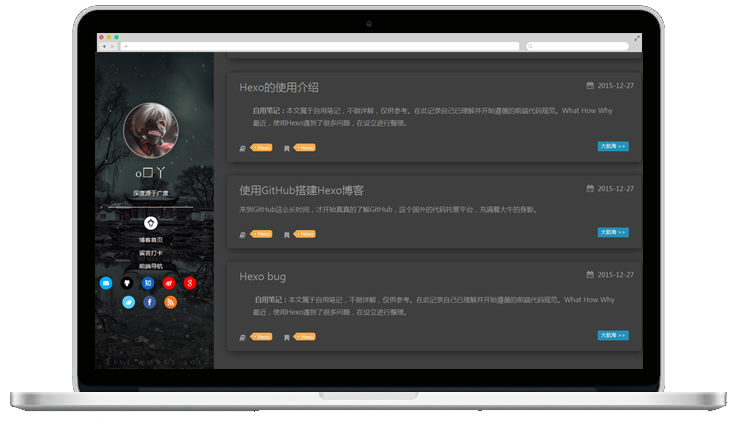 o口丫
深度源于广度
Search...
博客首页
留言打卡
前端导航
Hexo的使用介绍
2015-12-27
自用笔记：本文属于自用笔记，不做详解，仅供参考。在此记录自己已理解并开始遵循的前端代码规范。What How Why
最近，使用Hexo遇到了很多问题，在设立进行整理。
Hexo
Hexo
大航海 >>
使用GitHub搭建Hexo博客
2015-12-27
来到GitHub这么长时间，才开始真真的了解GitHub，这个国外的代码托管平台，充满着大牛的身影。
Hexo
Hexo
大航海 >>
Hexo bug
2015-12-27
自用笔记：本文属于自用笔记，不做详解，仅供参考。在此记录自己已理解并开始遵循的前端代码规范。What How Why
最近，使用Hexo遇到了很多问题，在设立进行整理。
Hexo
Hexo
大航海 >>